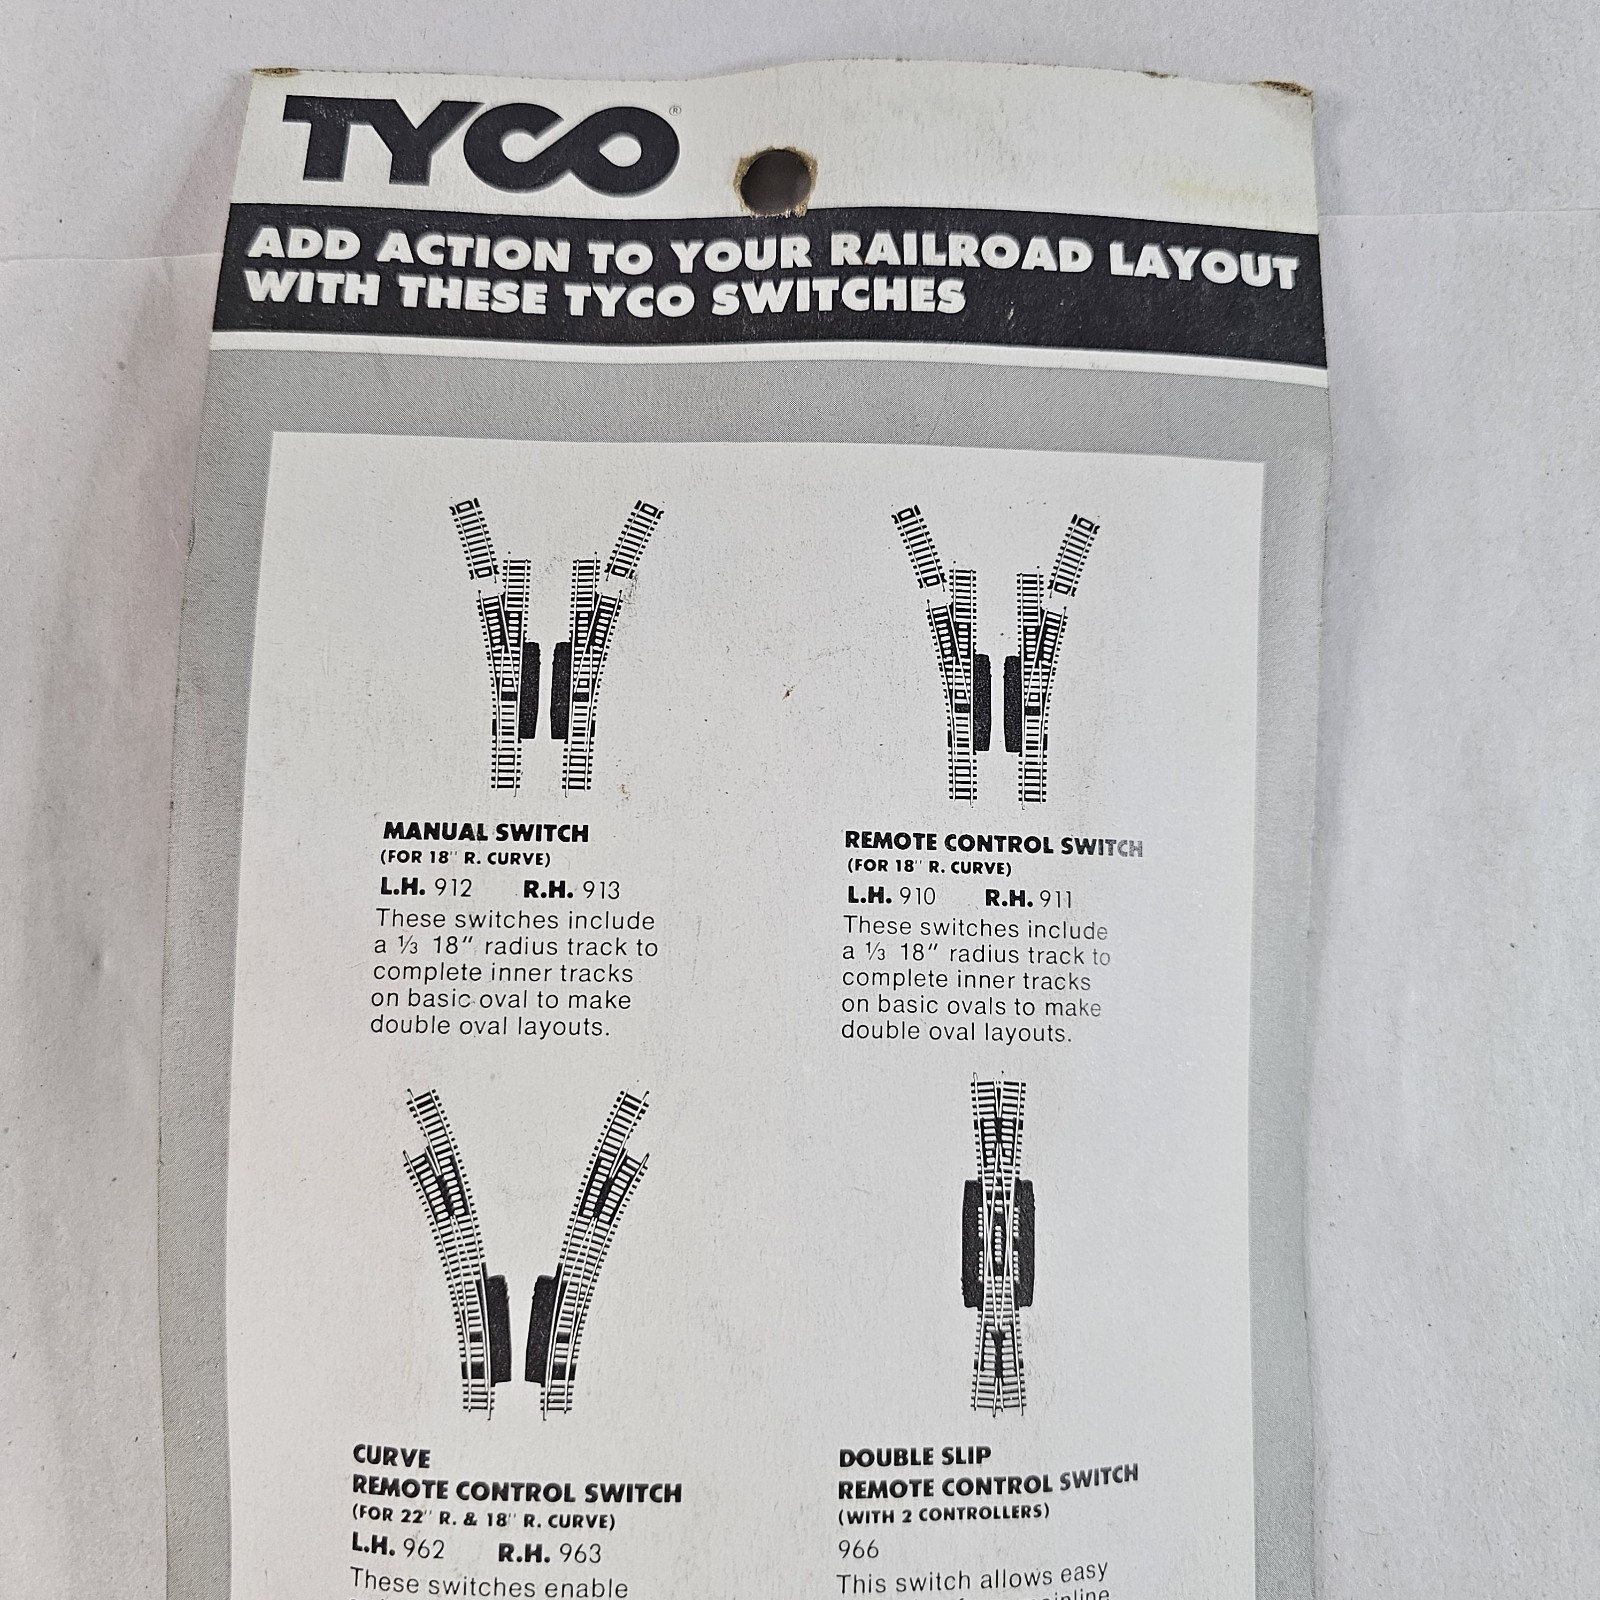 TYCO®
ADD ACTION TO YOUR RAILROAD LAYOUT
WITH THESE TYCO SWITCHES
MANUAL SWITCH
(FOR 18" R. CURVE)
L.H. 912 R.H. 913
These switches include
a ⅓ 18" radius track to
complete inner tracks
on basic oval to make
double oval layouts.
REMOTE CONTROL SWITCH
(FOR 18" R. CURVE)
L.H. 910 R.H. 911
These switches include
a ⅓ 18" radius track to
complete inner tracks
on basic ovals to make
double oval layouts.
CURVE
REMOTE CONTROL SWITCH
(FOR 22" R. & 18" R. CURVE)
L.H. 962 R.H. 963
These switches enable
DOUBLE SLIP
REMOTE CONTROL SWITCH
(WITH 2 CONTROLLERS)
966
This switch allows easy